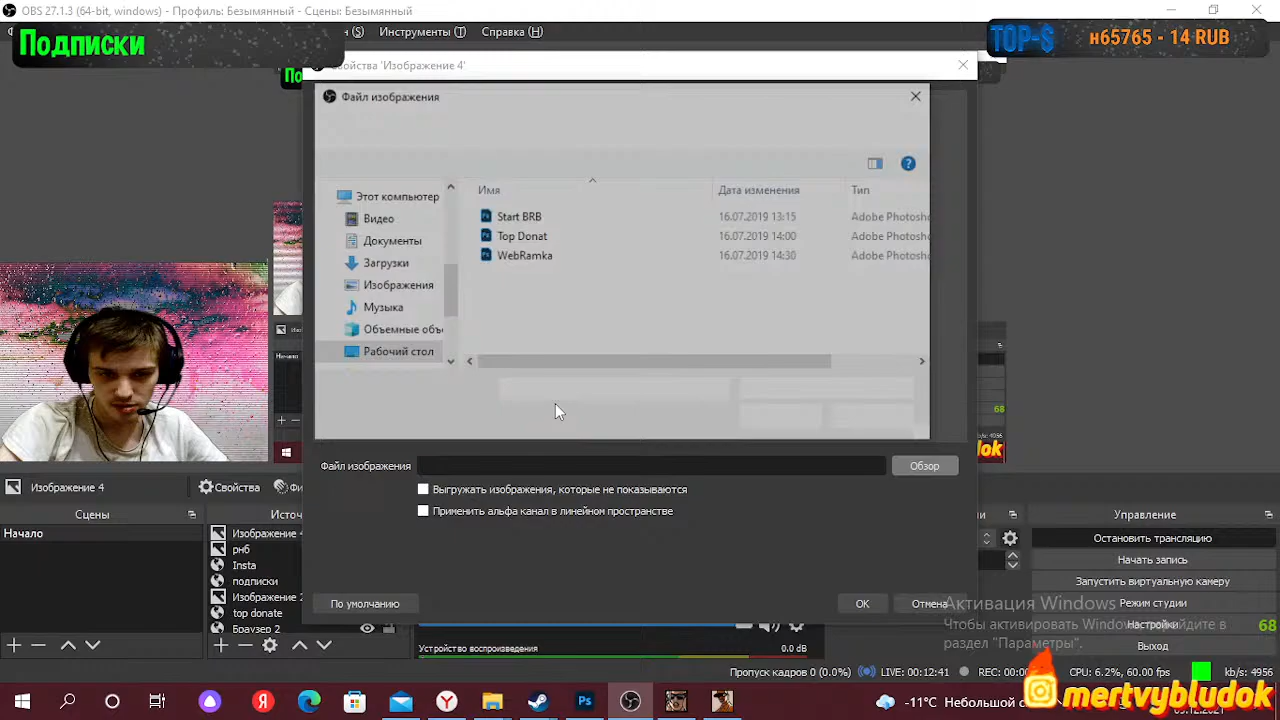 OBS 27.1.3 (64-bit, windows) - Профиль: Безымянный - Сцены: Безымянный
Инструменты (T)
Справка (H)
Подписки
TOP-$
н65765 - 14 RUB
Свойства 'Изображение 4'
Файл изображения
Имя
Дата изменения
Тип
Этот компьютер
Видео
Документы
Загрузки
Изображения
Музыка
Объемные объ
Рабочий стол
Start BRB 16.07.2019 13:15 Adobe Photosh
Top Donat 16.07.2019 14:00 Adobe Photosh
WebRamka 16.07.2019 14:30 Adobe Photosh
Файл изображения
Обзор
Выгружать изображения, которые не показываются
Применить альфа канал в линейном пространстве
По умолчанию
OK
Отмена
Изображение 4
Свойства
Сцены
Начало
Изображение 4
рнб
Insta
подписки
Изображение 2
top donate
Браузер 2
Устройство воспроизведения
0.0 dB
Управление
Остановить трансляцию
Начать запись
Запустить виртуальную камеру
Режим студии
Настройки
Выход
Активация Windows
Чтобы активировать Windows, перейдите в
раздел "Параметры".
68
Пропуск кадров 0 (0.0%)
LIVE: 00:12:41
CPU: 6.2%, 60.00 fps
kb/s: 4956
-11°C
mertvybludok